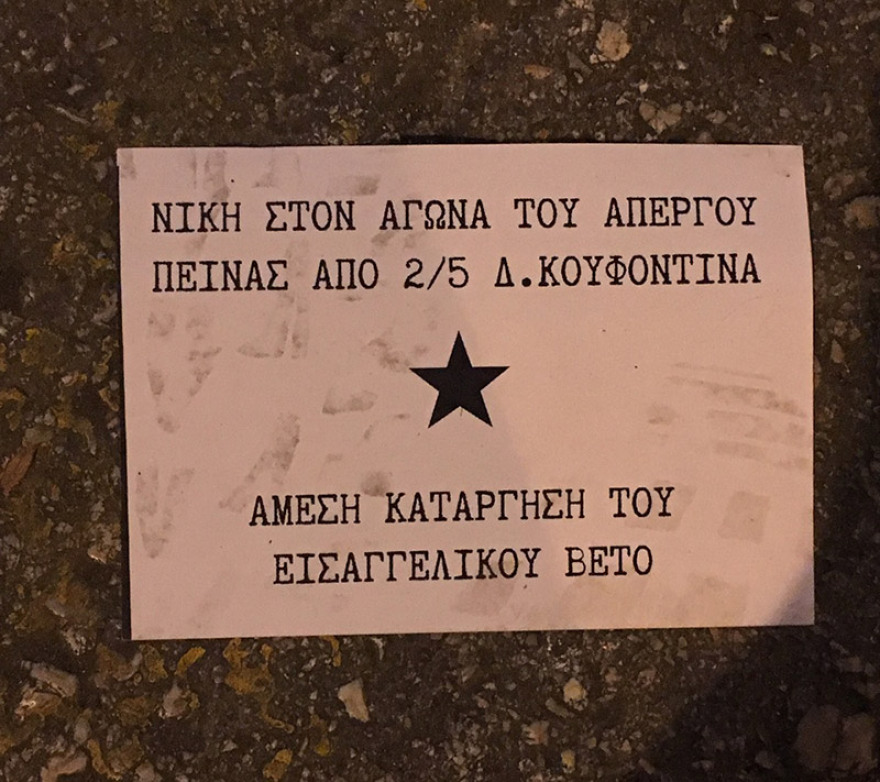 ΝΙΚΗ ΣΤΟΝ ΑΓΩΝΑ ΤΟΥ ΑΠΕΡΓΟΥ
ΠΕΙΝΑΣ ΑΠΟ 2/5 Δ.ΚΟΥΦΟΝΤΙΝΑ
ΑΜΕΣΗ ΚΑΤΑΡΓΗΣΗ ΤΟΥ
ΕΙΣΑΓΓΕΛΙΚΟΥ ΒΕΤΟ